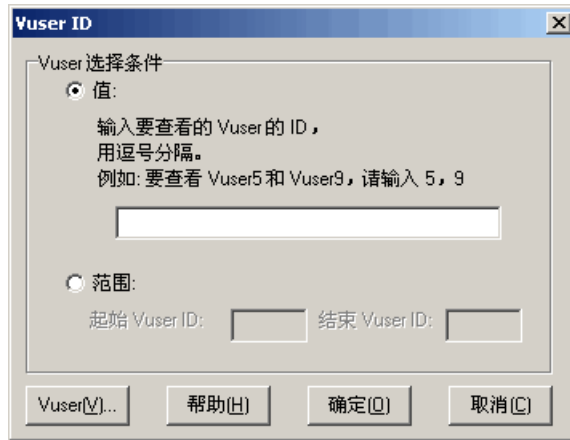 Vuser ID
Vuser 选择条件
值:
输入要查看的 Vuser 的 ID，
用逗号分隔。
例如: 要查看 Vuser5 和 Vuser9，请输入 5，9
范围:
起始 Vuser ID: 结束 Vuser ID:
Vuser(V)... 帮助(H) 确定(O) 取消(C)